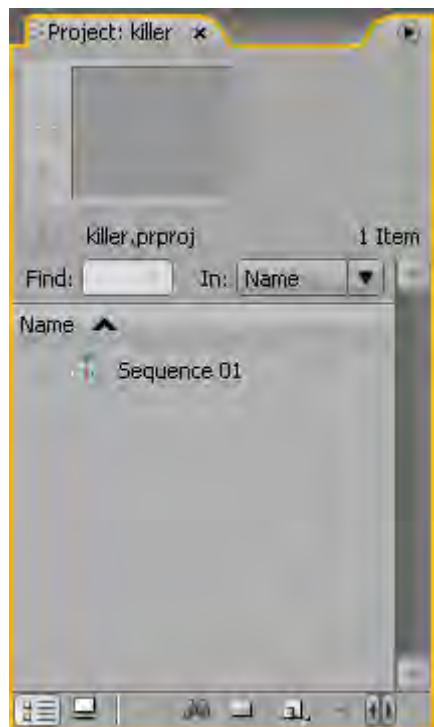 Project: killer
killer.prproj 1 Item
Find: In: Name
Name
Sequence 01